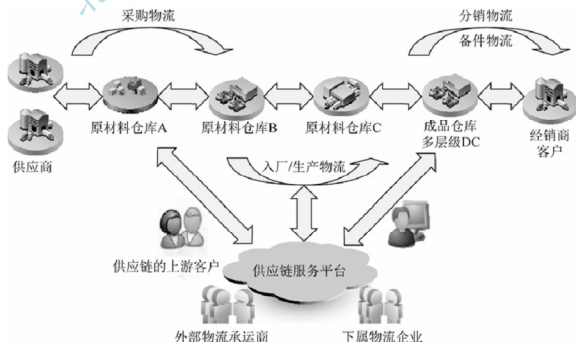 采购物流
分销物流
备件物流
原材料仓库A
原材料仓库B
原材料仓库C
成品仓库
多层级DC
经销商
客户
供应商
入厂/生产物流
供应链的上游客户
供应链服务平台
外部物流承运商
下属物流企业